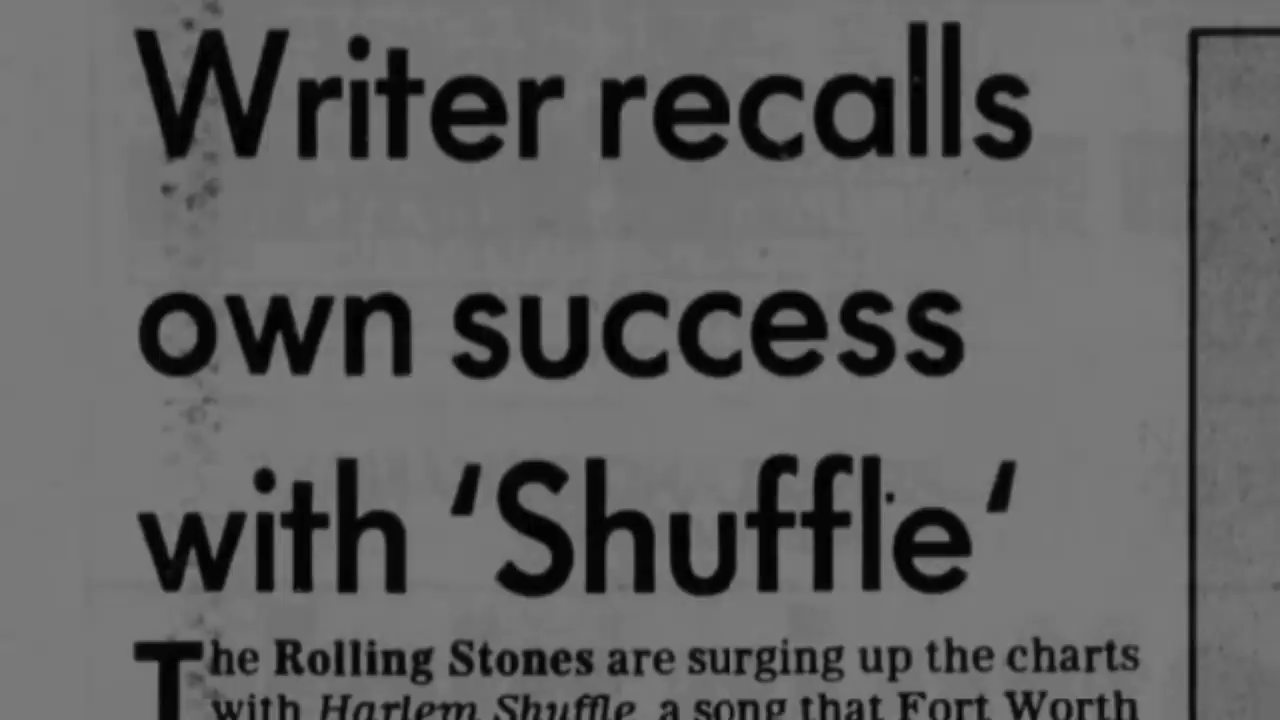 Writer recalls
own success
with ‘Shuffle‘
The Rolling Stones are surging up the charts
with Harlem Shuffle, a song that Fort Worth